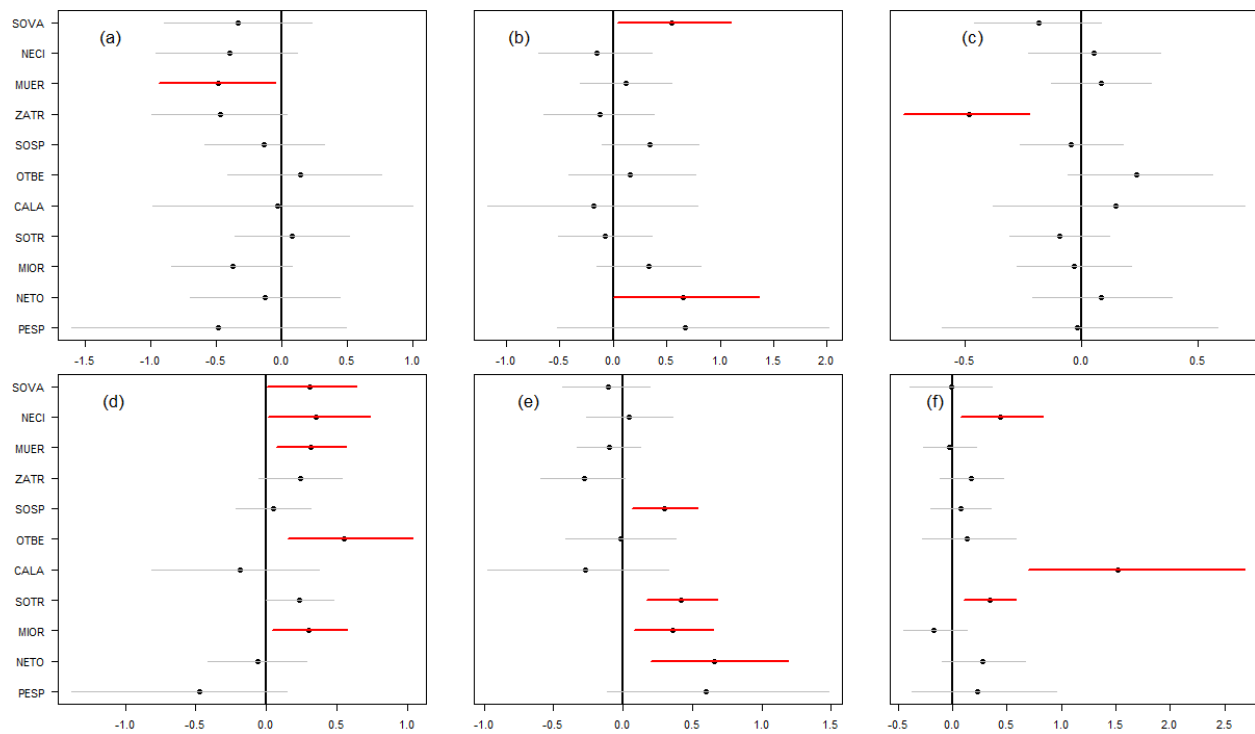 SOVA
NECI
MUER
ZATR
SOSP
OTBE
CALA
SOTR
MIOR
NETO
PESP
(a)
-1.5 -1.0 -0.5 0.0 0.5 1.0
(b)
-1.0 -0.5 0.0 0.5 1.0 1.5 2.0
(c)
-0.5 0.0 0.5
SOVA
NECI
MUER
ZATR
SOSP
OTBE
CALA
SOTR
MIOR
NETO
PESP
(d)
-1.0 -0.5 0.0 0.5 1.0
(e)
-1.0 -0.5 0.0 0.5 1.0 1.5
(f)
-0.5 0.0 0.5 1.0 1.5 2.0 2.5